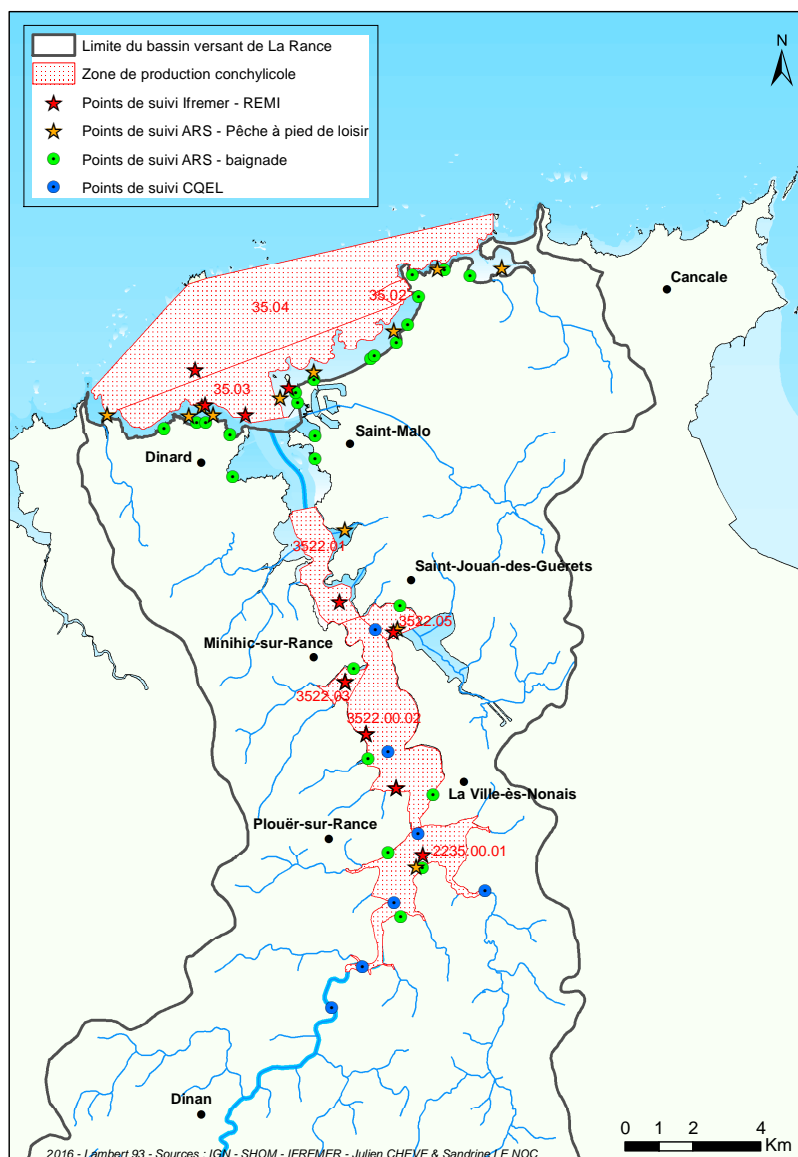 Limite du bassin versant de La Rance
Zone de production conchylicole
Points de suivi Ifremer - REMI
Points de suivi ARS - Pêche à pied de loisir
Points de suivi ARS - baignade
Points de suivi CQEL
N
Cancale
35.04
35.02
35.03
Saint-Malo
Dinard
3522.01
Saint-Jouan-des-Guérets
3522.05
Minihic-sur-Rance
3522.03
3522.00.02
La Ville-ès-Nonais
Plouër-sur-Rance
2235.00.01
Dinan
0 1 2 4
Km
2016 - Lambert 93 - Sources : IGN - SHOM - IFREMER - Julien CHEVE & Sandrine LE NOC